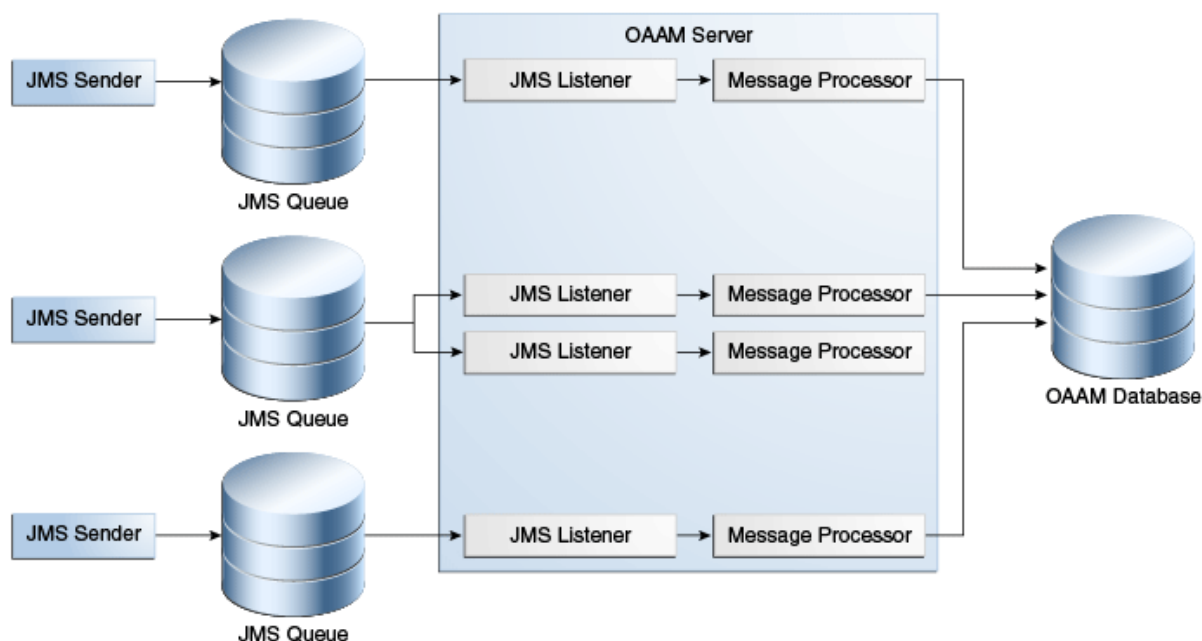 OAAM Server
JMS Sender
JMS Listener
Message Processor
JMS Queue
JMS Sender
JMS Listener
Message Processor
JMS Listener
Message Processor
JMS Queue
OAAM Database
JMS Sender
JMS Listener
Message Processor
JMS Queue